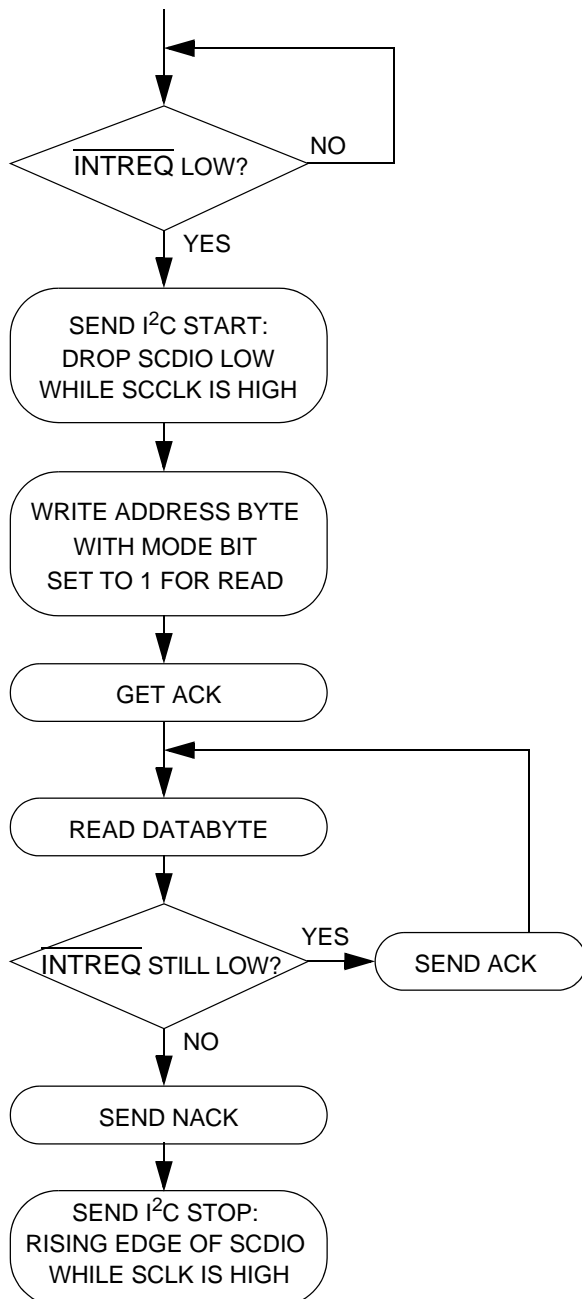 INTREQ LOW?
NO
YES
SEND I²C START:
DROP SCDIO LOW
WHILE SCCLK IS HIGH
WRITE ADDRESS BYTE
WITH MODE BIT
SET TO 1 FOR READ
GET ACK
READ DATABYTE
INTREQ STILL LOW?
YES
SEND ACK
NO
SEND NACK
SEND I²C STOP:
RISING EDGE OF SCDIO
WHILE SCLK IS HIGH